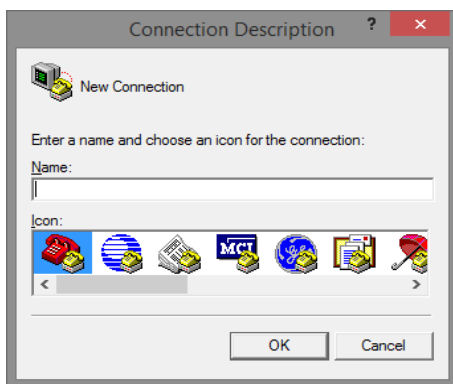 Connection Description ?
New Connection
Enter a name and choose an icon for the connection:
Name:
Icon:
MCI
OK Cancel